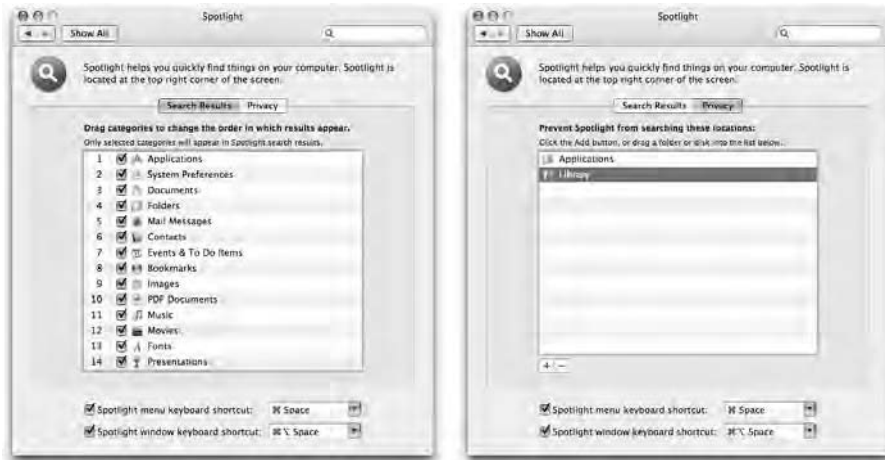 Spotlight
Show All
Spotlight helps you quickly find things on your computer. Spotlight is
located at the top right corner of the screen.
Search Results Privacy
Drag categories to change the order in which results appear.
Only selected categories will appear in Spotlight search results.
1 Applications
2 System Preferences
3 Documents
4 Folders
5 Mail Messages
6 Contacts
7 Events & To Do Items
8 Bookmarks
9 Images
10 PDF Documents
11 Music
12 Movies
13 Fonts
14 Presentations
Spotlight menu keyboard shortcut: ⌘ Space
Spotlight window keyboard shortcut: ⌘⌥ Space
Spotlight
Show All
Spotlight helps you quickly find things on your computer. Spotlight is
located at the top right corner of the screen.
Search Results Privacy
Prevent Spotlight from searching these locations:
Click the Add button, or drag a folder or disk into the list below.
Applications
Library
+ −
Spotlight menu keyboard shortcut: ⌘ Space
Spotlight window keyboard shortcut: ⌘⌥ Space